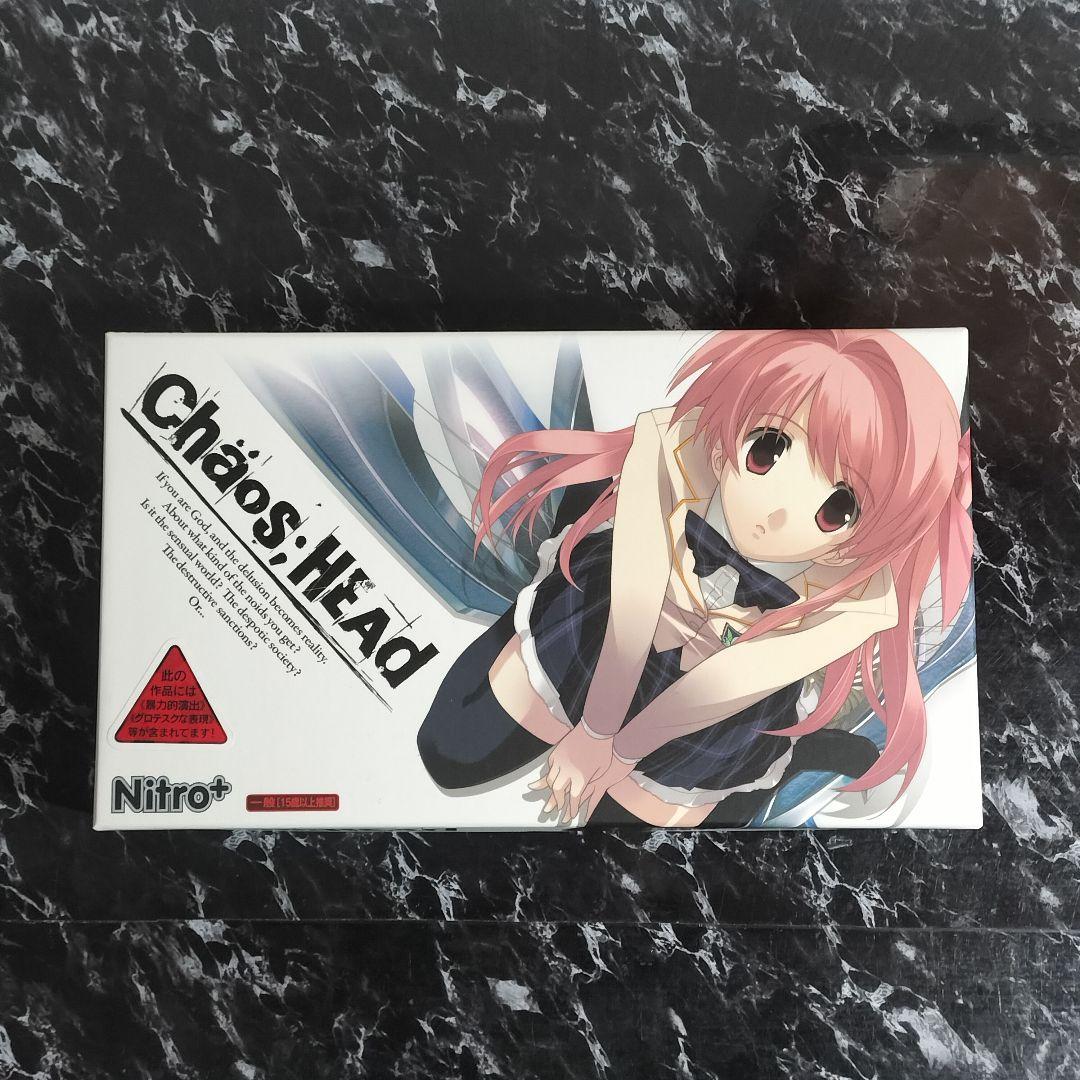 Chäos;HEAd
If you are God, and the delusion becomes reality.
About what kind of the noids you get?
Is it the sensual world? The despotic society?
The destructive sanctions?
Or...
此の
作品には
《暴力的演出》
《グロテスクな表現》
等が含まれてます!
Nitro+
一般[15歳以上推奨]